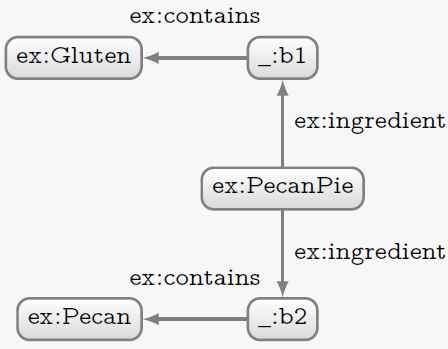 ex:contains
ex:Gluten
_:b1
ex:ingredient
ex:PecanPie
ex:ingredient
ex:contains
ex:Pecan
_:b2